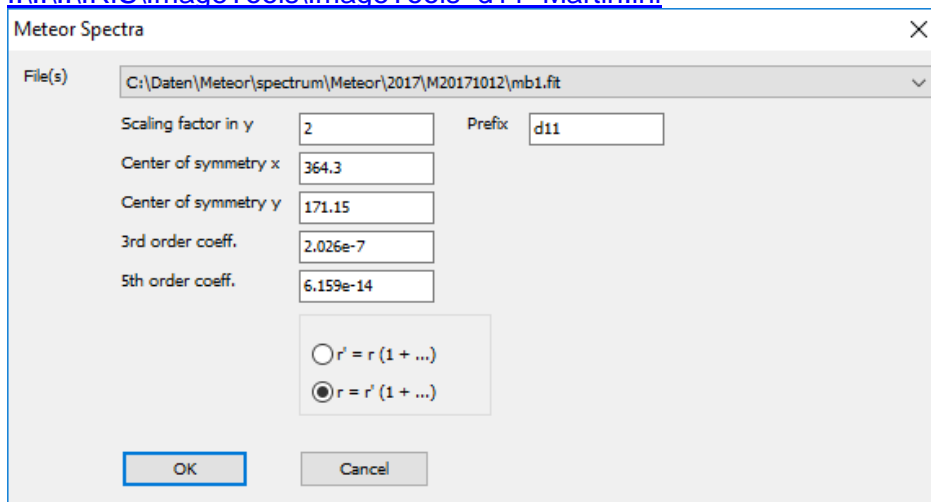 Meteor Spectra
File(s) C:\Daten\Meteor\spectrum\Meteor\2017\M20171012\mb1.fit
Scaling factor in y 2 Prefix d11
Center of symmetry x 364.3
Center of symmetry y 171.15
3rd order coeff. 2.026e-7
5th order coeff. 6.159e-14
r' = r (1 + ...)
r = r' (1 + ...)
OK Cancel